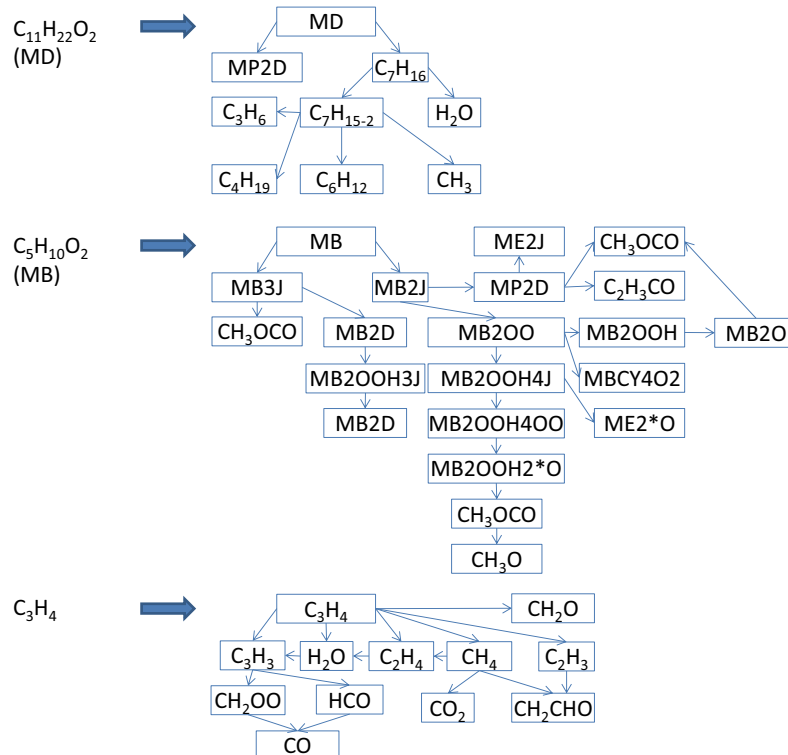 C₁₁H₂₂O₂
(MD)
MD
MP2D
C₇H₁₆
C₃H₆
C₇H₁₅₋₂
H₂O
C₄H₁₉
C₆H₁₂
CH₃
C₅H₁₀O₂
(MB)
MB
ME2J
CH₃OCO
MB3J
MB2J
MP2D
C₂H₃CO
CH₃OCO
MB2D
MB2OO
MB2OOH
MB2O
MB2OOH3J
MB2OOH4J
MBCY4O2
MB2D
MB2OOH4OO
ME2*O
MB2OOH2*O
CH₃OCO
CH₃O
C₃H₄
C₃H₄
CH₂O
C₃H₃
H₂O
C₂H₄
CH₄
C₂H₃
CH₂OO
HCO
CO₂
CH₂CHO
CO